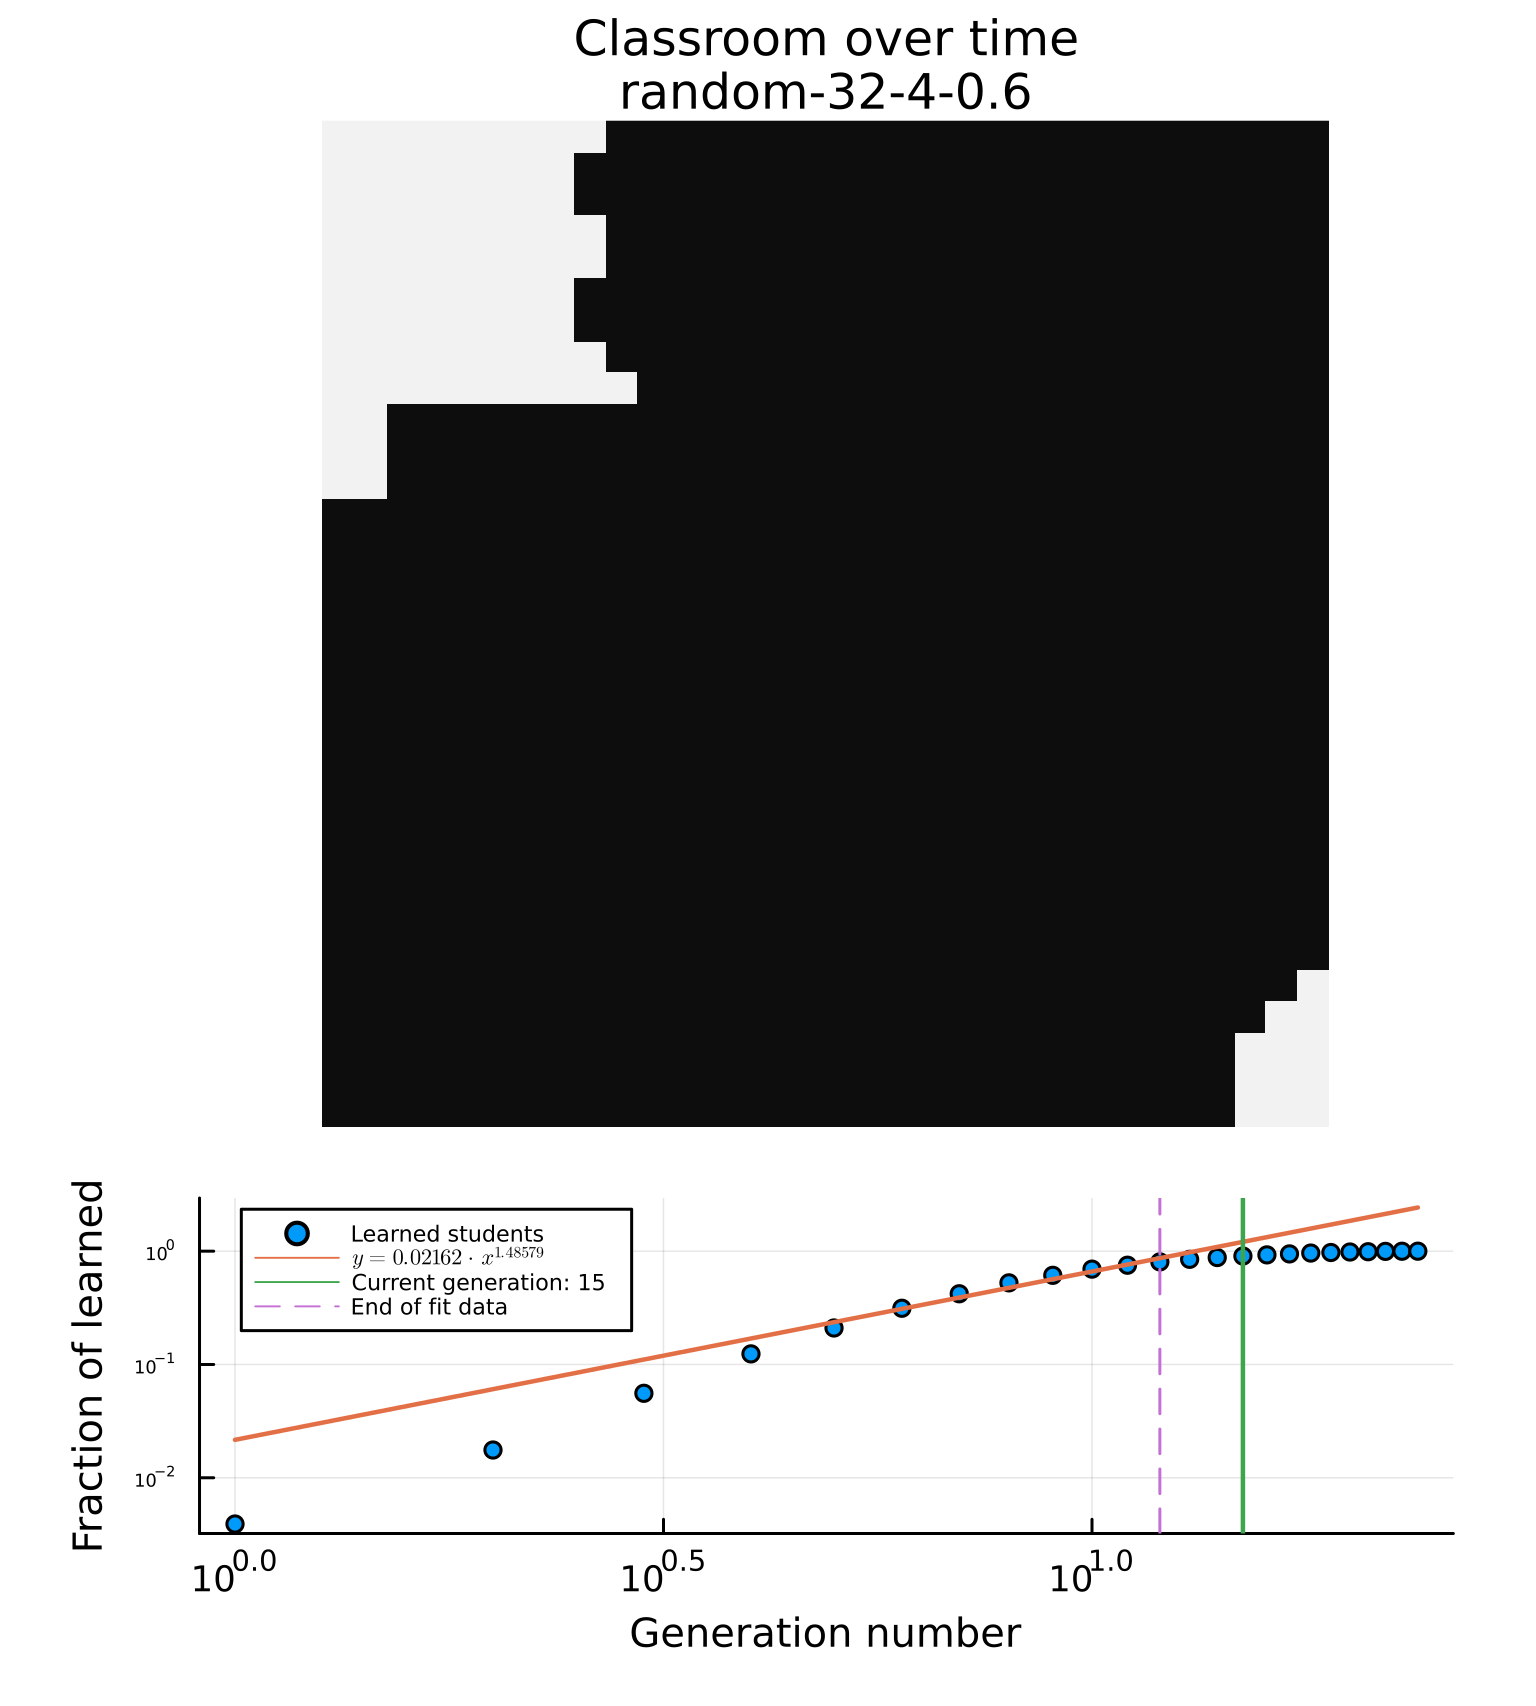 Classroom over time
random-32-4-0.6
Fraction of learned
Learned students
y = 0.02162 · x^1.48579
Current generation: 15
End of fit data
10^0
10^−1
10^−2
10^0.0
10^0.5
10^1.0
Generation number